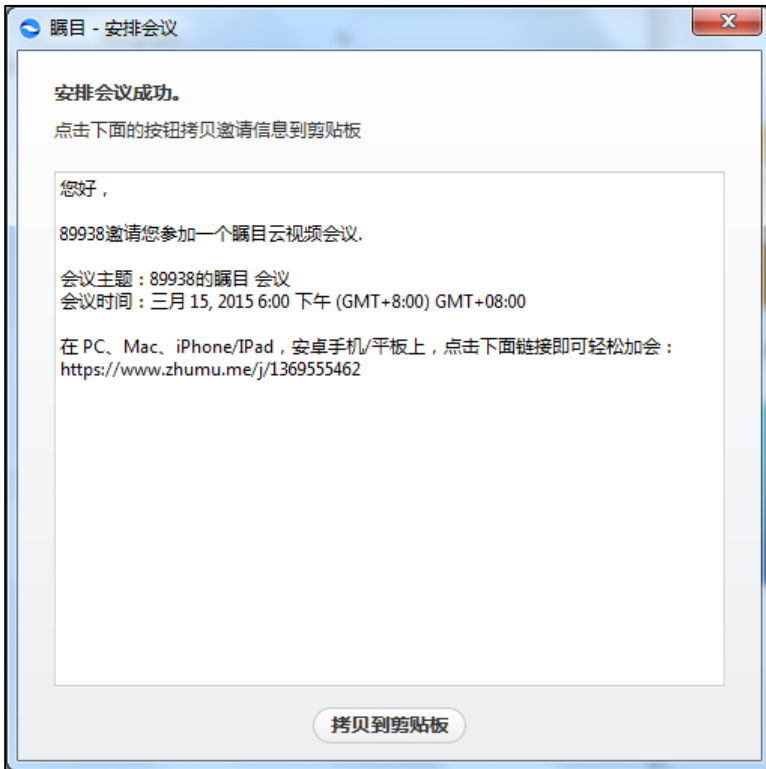 瞩目 - 安排会议
安排会议成功。
点击下面的按钮拷贝邀请信息到剪贴板
您好，
89938邀请您参加一个瞩目云视频会议.
会议主题：89938的瞩目 会议
会议时间：三月 15, 2015 6:00 下午 (GMT+8:00) GMT+08:00
在 PC、Mac、iPhone/IPad，安卓手机/平板上，点击下面链接即可轻松加会：
https://www.zhumu.me/j/1369555462
拷贝到剪贴板